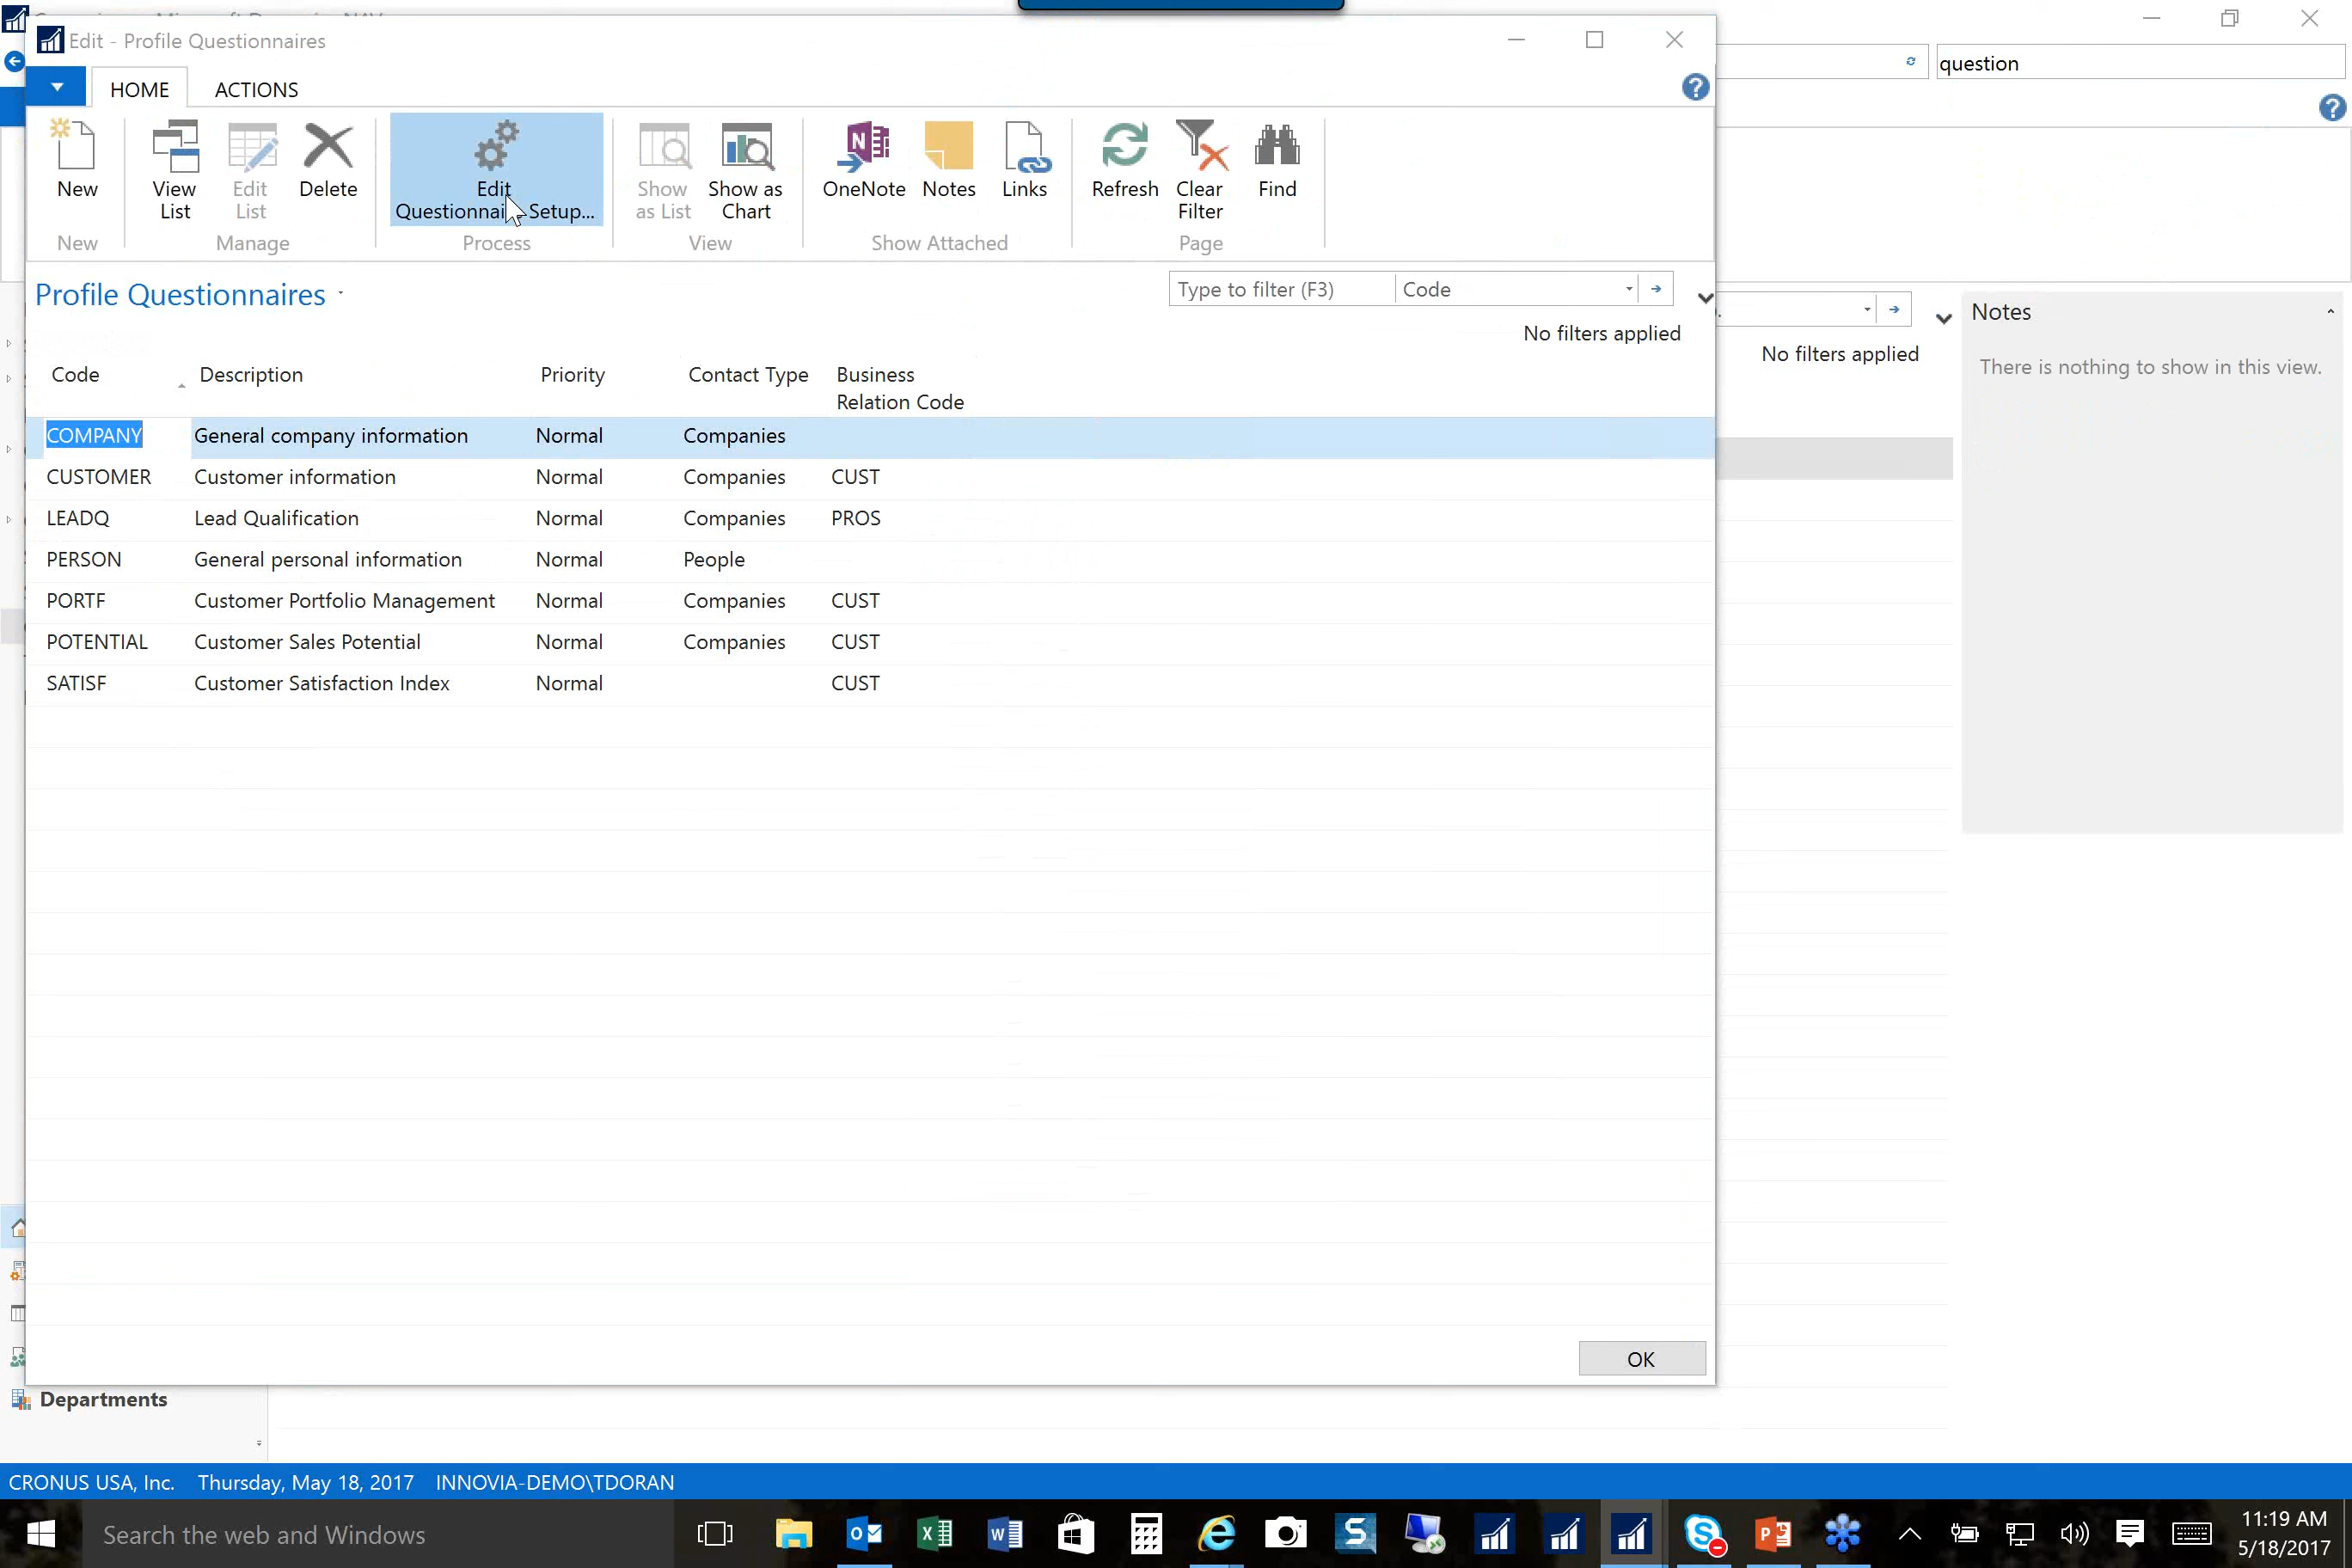 Edit - Profile Questionnaires
question
HOME
ACTIONS
New
View List
Edit List
Delete
Edit
Setup...
Show as List
Show as Chart
OneNote
Notes
Links
Refresh
Clear Filter
Find
New
Manage
Process
View
Show Attached
Page
Profile Questionnaires
Type to filter (F3)
Code
No filters applied
No filters applied
Notes
There is nothing to show in this view.
Code
Description
Priority
Contact Type
Business Relation Code
COMPANY General company information Normal Companies
CUSTOMER Customer information Normal Companies CUST
LEADQ Lead Qualification Normal Companies PROS
PERSON General personal information Normal People
PORTF Customer Portfolio Management Normal Companies CUST
POTENTIAL Customer Sales Potential Normal Companies CUST
SATISF Customer Satisfaction Index Normal CUST
OK
Departments
CRONUS USA, Inc. Thursday, May 18, 2017 INNOVIA-DEMO\TDORAN
Search the web and Windows
11:19 AM
5/18/2017